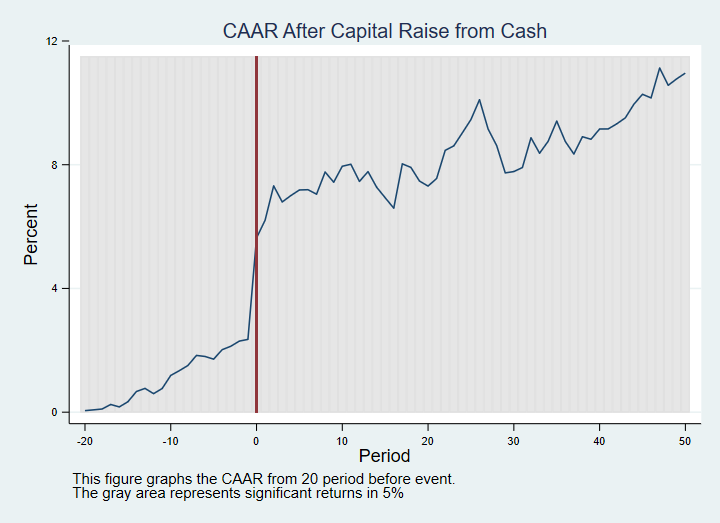 CAAR After Capital Raise from Cash
12
8
4
0
Percent
-20 -10 0 10 20 30 40 50
Period
This figure graphs the CAAR from 20 period before event.
The gray area represents significant returns in 5%